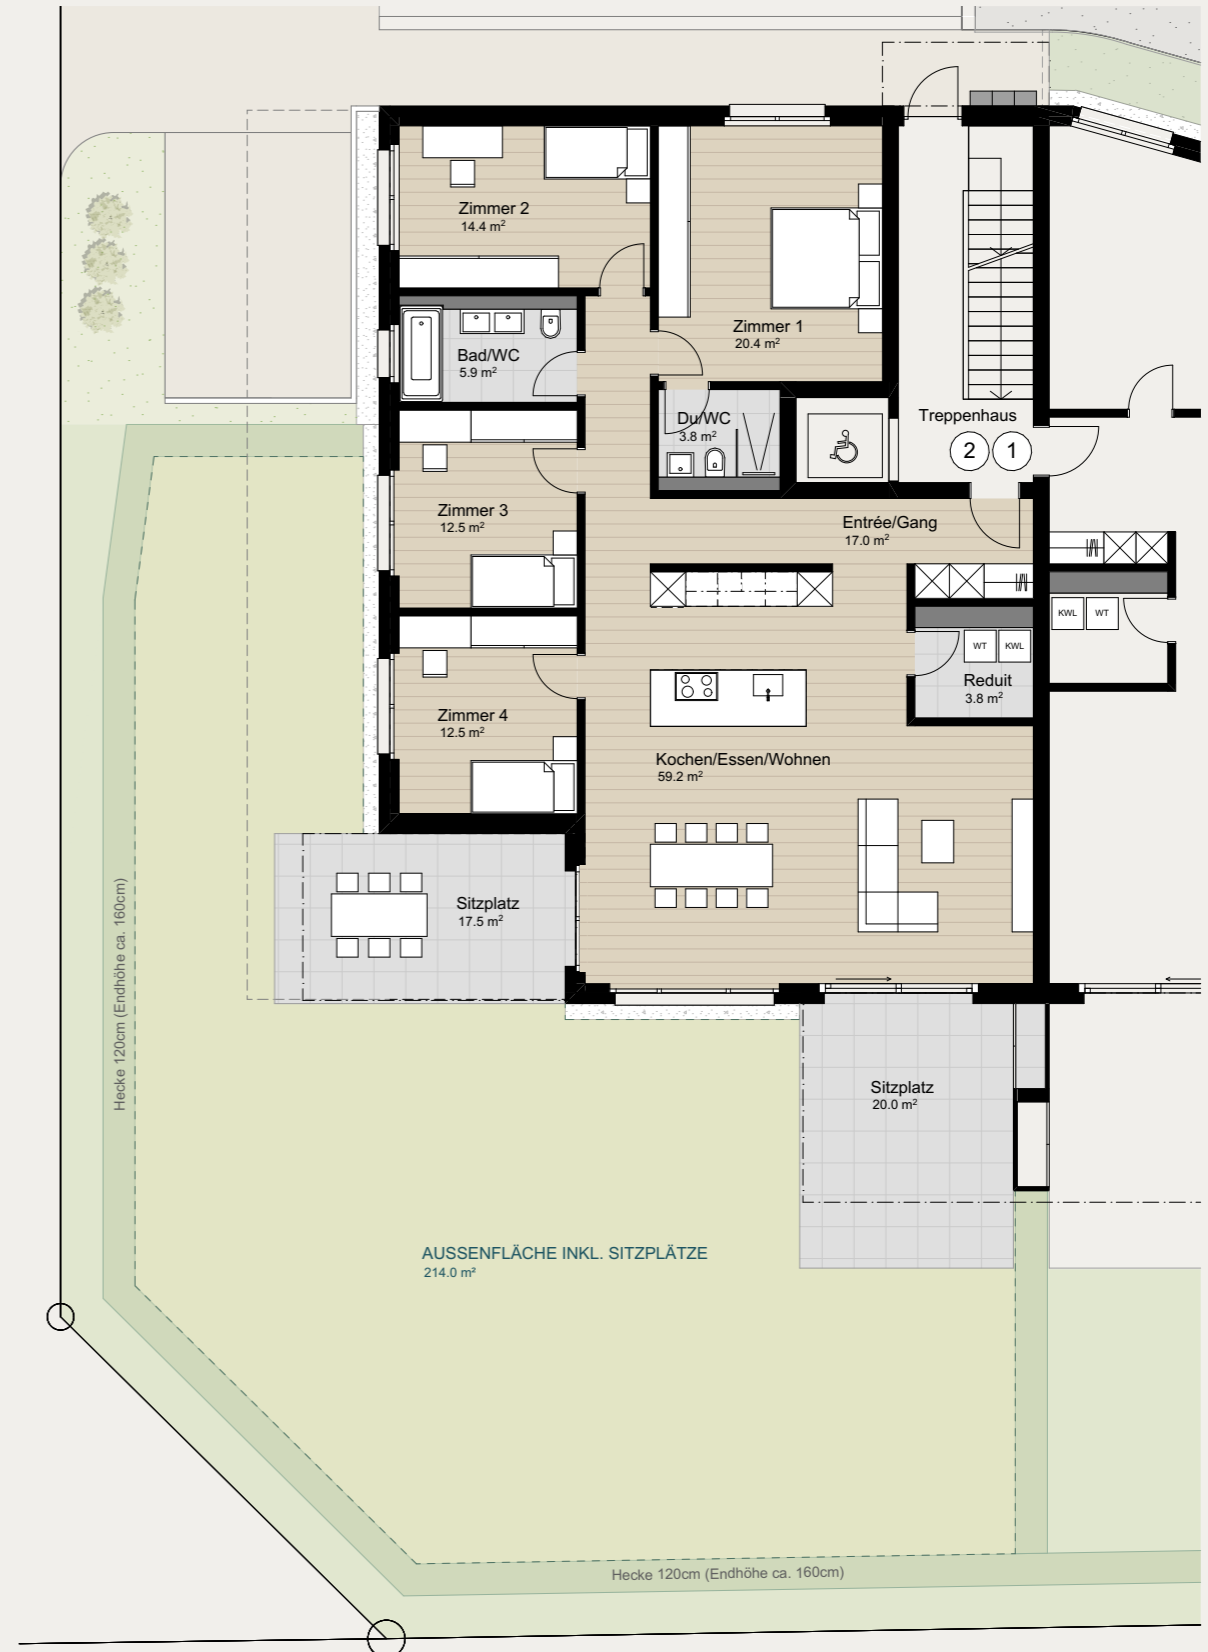 Zimmer 2
14.4 m²
Zimmer 1
20.4 m²
Bad/WC
5.9 m²
Du/WC
3.8 m²
Treppenhaus
2 1
Zimmer 3
12.5 m²
Entrée/Gang
17.0 m²
KWL WT
WT KWL
Reduit
3.8 m²
Zimmer 4
12.5 m²
Kochen/Essen/Wohnen
59.2 m²
Sitzplatz
17.5 m²
Hecke 120cm (Endhöhe ca. 160cm)
Sitzplatz
20.0 m²
AUSSENFLÄCHE INKL. SITZPLÄTZE
214.0 m²
Hecke 120cm (Endhöhe ca. 160cm)